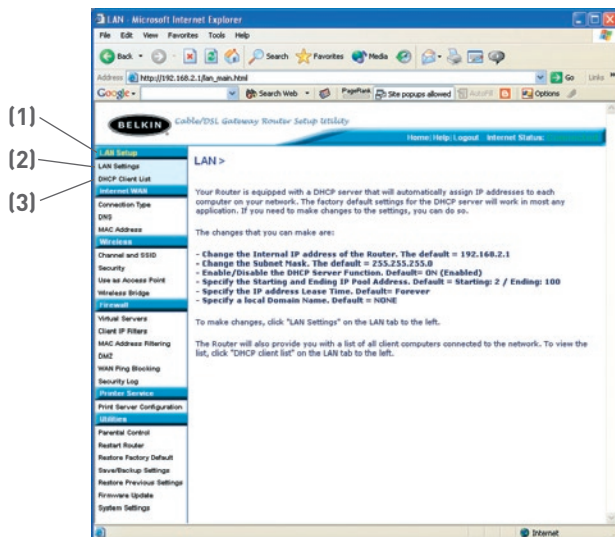 LAN - Microsoft Internet Explorer
File Edit View Favorites Tools Help
Back Search Favorites Media
Address http://192.168.2.1/lan_main.html Go Links »
Google Search Web PageRank Site popups allowed AutoFill Options
BELKIN Cable/DSL Gateway Router Setup Utility
Home|Help|Logout Internet Status:
(1)
(2)
(3)
LAN Setup
LAN Settings
DHCP Client List
Internet WAN
Connection Type
DNS
MAC Address
Wireless
Channel and SSID
Security
Use as Access Point
Wireless Bridge
Firewall
Virtual Servers
Client IP Filters
MAC Address Filtering
DMZ
WAN Ping Blocking
Security Log
Printer Service
Print Server Configuration
Utilities
Parental Control
Restart Router
Restore Factory Default
Save/Backup Settings
Restore Previous Settings
Firmware Update
System Settings
LAN >
Your Router is equipped with a DHCP server that will automatically assign IP addresses to each
computer on your network. The factory default settings for the DHCP server will work in most any
application. If you need to make changes to the settings, you can do so.
The changes that you can make are:
- Change the Internal IP address of the Router. The default = 192.168.2.1
- Change the Subnet Mask. The default = 255.255.255.0
- Enable/Disable the DHCP Server Function. Default= ON (Enabled)
- Specify the Starting and Ending IP Pool Address. Default = Starting: 2 / Ending: 100
- Specify the IP address Lease Time. Default= Forever
- Specify a local Domain Name. Default = NONE
To make changes, click "LAN Settings" on the LAN tab to the left.
The Router will also provide you with a list of all client computers connected to the network. To view the
list, click "DHCP client list" on the LAN tab to the left.
Internet